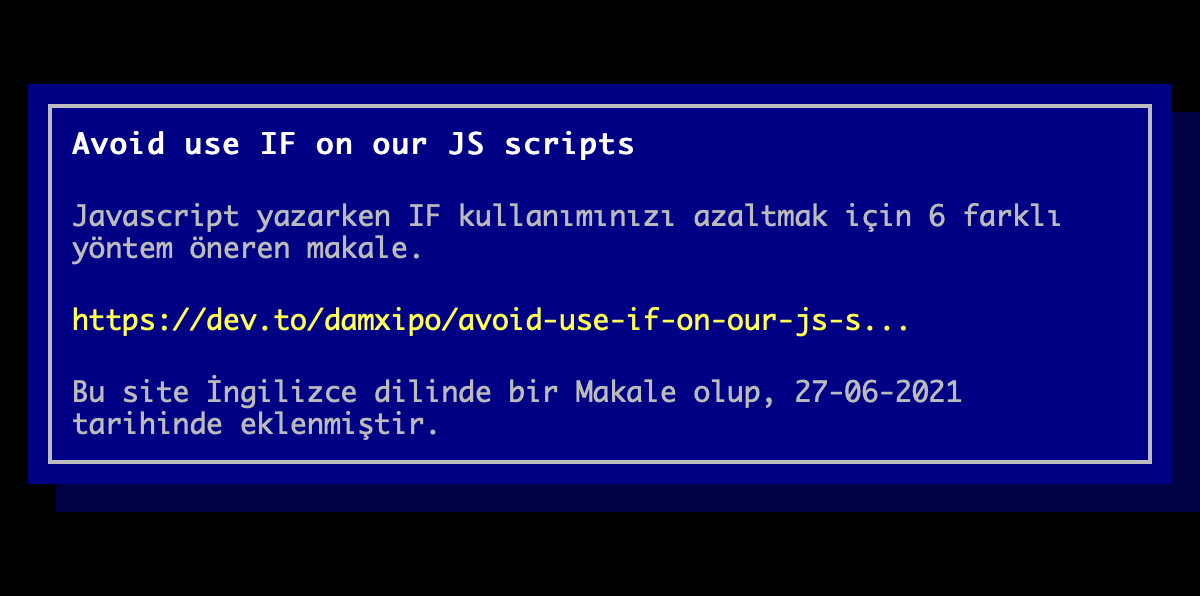 Avoid use IF on our JS scripts
Javascript yazarken IF kullanımınızı azaltmak için 6 farklı
yöntem öneren makale.
https://dev.to/damxipo/avoid-use-if-on-our-js-s...
Bu site İngilizce dilinde bir Makale olup, 27-06-2021
tarihinde eklenmiştir.